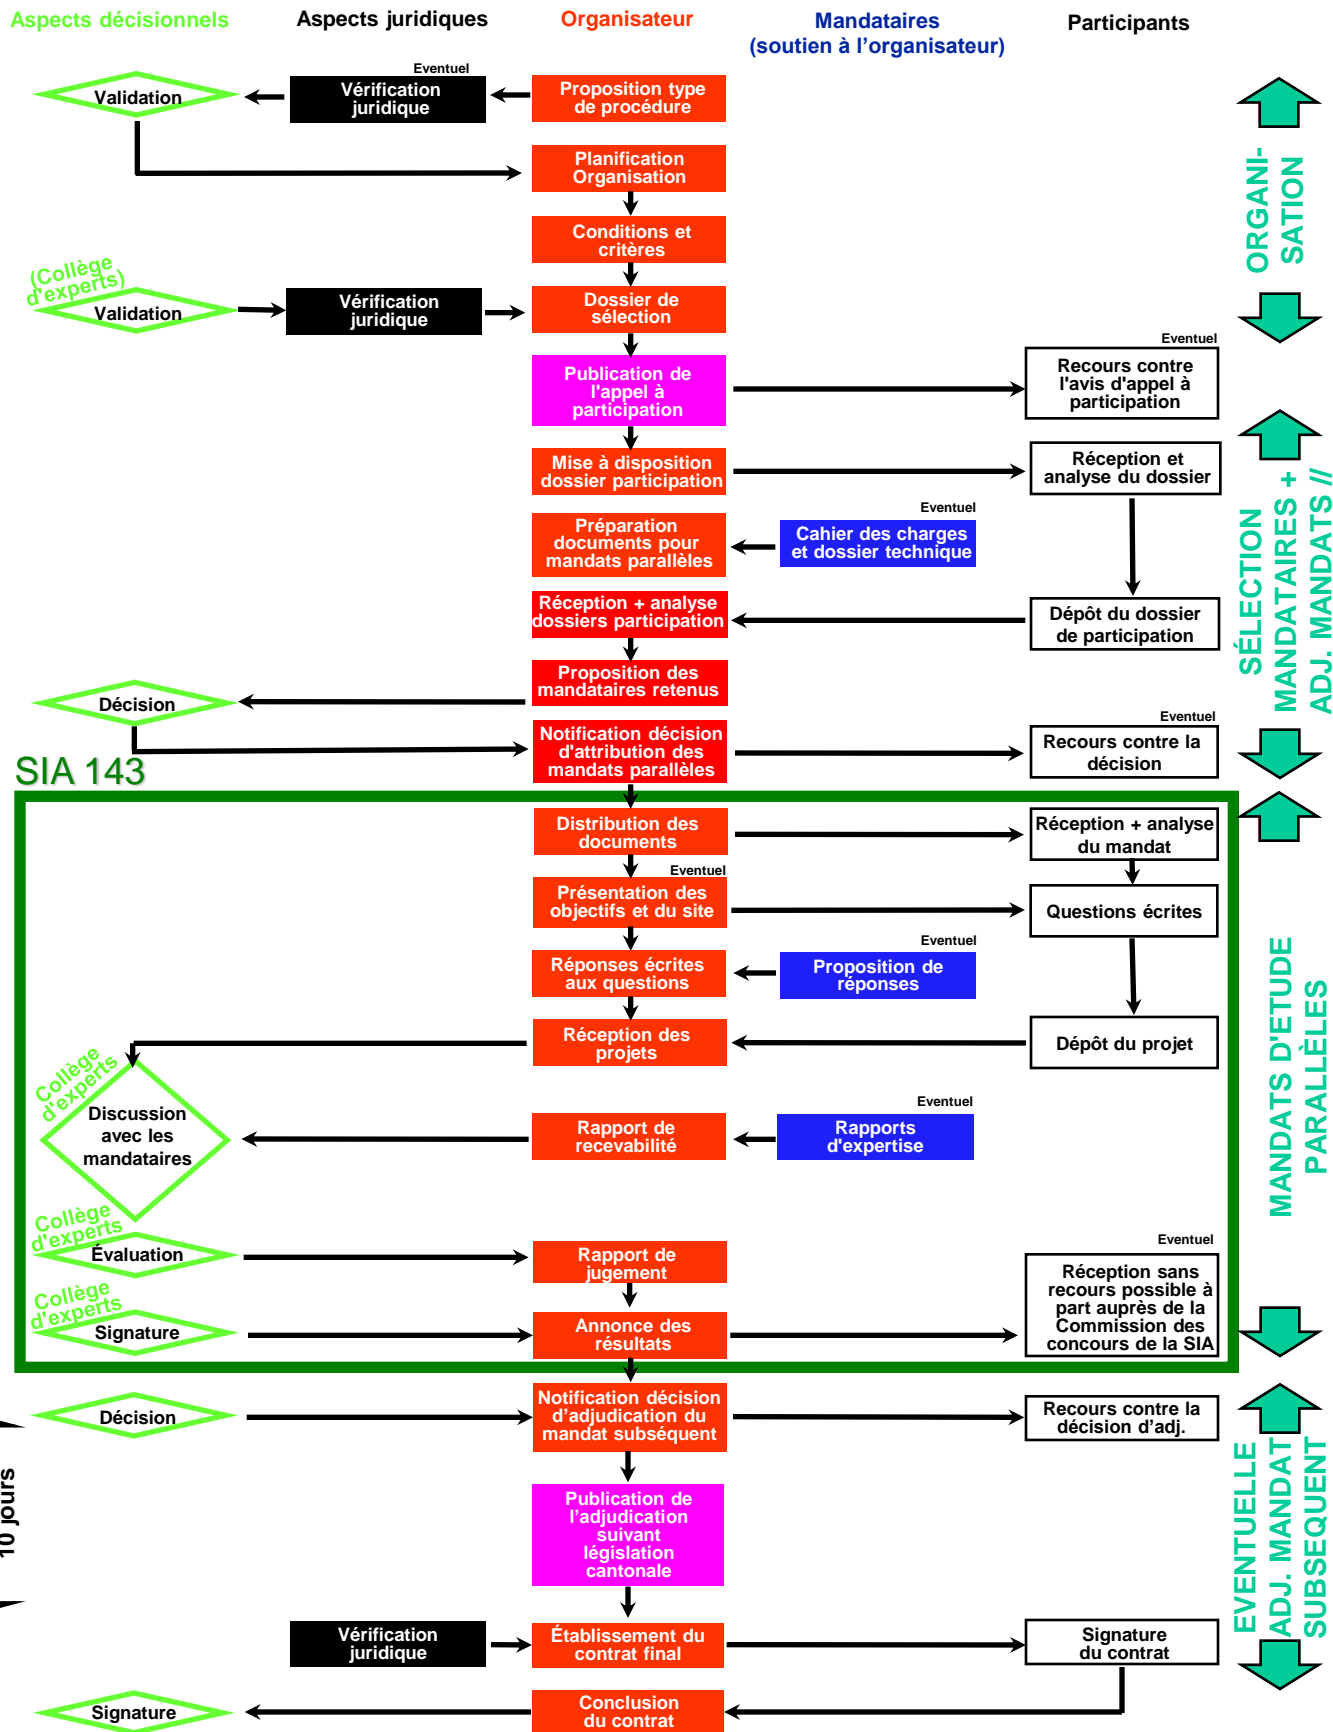 Aspects décisionnels
Aspects juridiques
Organisateur
Mandataires
(soutien à l'organisateur)
Participants
Eventuel
Validation
Vérification
juridique
Proposition type
de procédure
Planification
Organisation
Conditions et
critères
(Collège
d'experts)
Validation
Vérification
juridique
Dossier de
sélection
ORGANI-
SATION
Eventuel
Publication de
l'appel à
participation
Recours contre
l'avis d'appel à
participation
Mise à disposition
dossier participation
Réception et
analyse du dossier
Eventuel
Préparation
documents pour
mandats parallèles
Cahier des charges
et dossier technique
Réception + analyse
dossiers participation
Dépôt du dossier
de participation
Proposition des
mandataires retenus
Décision
Eventuel
Notification décision
d'attribution des
mandats parallèles
Recours contre la
décision
SÉLECTION
MANDATAIRES +
ADJ. MANDATS //
SIA 143
Distribution des
documents
Réception + analyse
du mandat
Eventuel
Présentation des
objectifs et du site
Questions écrites
Eventuel
Réponses écrites
aux questions
Proposition de
réponses
Réception des
projets
Dépôt du projet
Collège
d'experts
Discussion
avec les
mandataires
Eventuel
Rapport de
recevabilité
Rapports
d'expertise
Collège
d'experts
Évaluation
Rapport de
jugement
Eventuel
Réception sans
recours possible à
part auprès de la
Commission des
concours de la SIA
Collège
d'experts
Signature
Annonce des
résultats
MANDATS D'ETUDE
PARALLÈLES
Décision
Notification décision
d'adjudication du
mandat subséquent
Recours contre la
décision d'adj.
10 jours
Publication de
l'adjudication
suivant
législation
cantonale
Vérification
juridique
Établissement du
contrat final
Signature
du contrat
Signature
Conclusion
du contrat
EVENTUELLE
ADJ. MANDAT
SUBSEQUENT